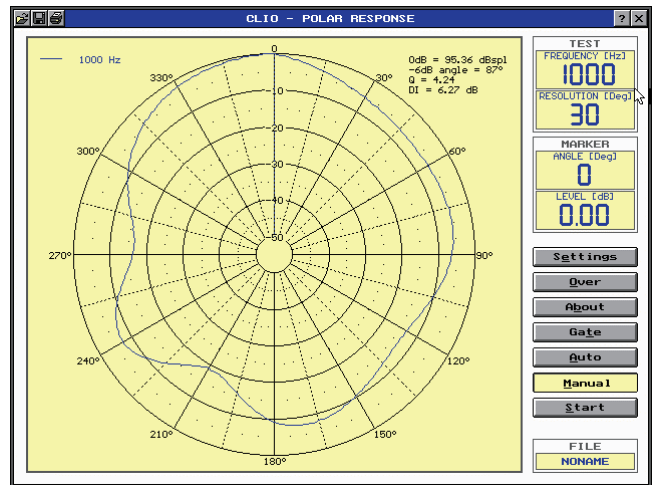 CLIO - POLAR RESPONSE
? X
1000 Hz
0dB = 95.36 dBspl
-6dB angle = 87°
Q = 4.24
DI = 6.27 dB
0
30°
60°
90°
120°
150°
180°
210°
240°
270°
300°
330°
-10
-20
-30
-40
-50
TEST
FREQUENCY [Hz]
1000
RESOLUTION [Deg]
30
MARKER
ANGLE [Deg]
0
LEVEL [dB]
0.00
Settings
Over
About
Gate
Auto
Manual
Start
FILE
NONAME